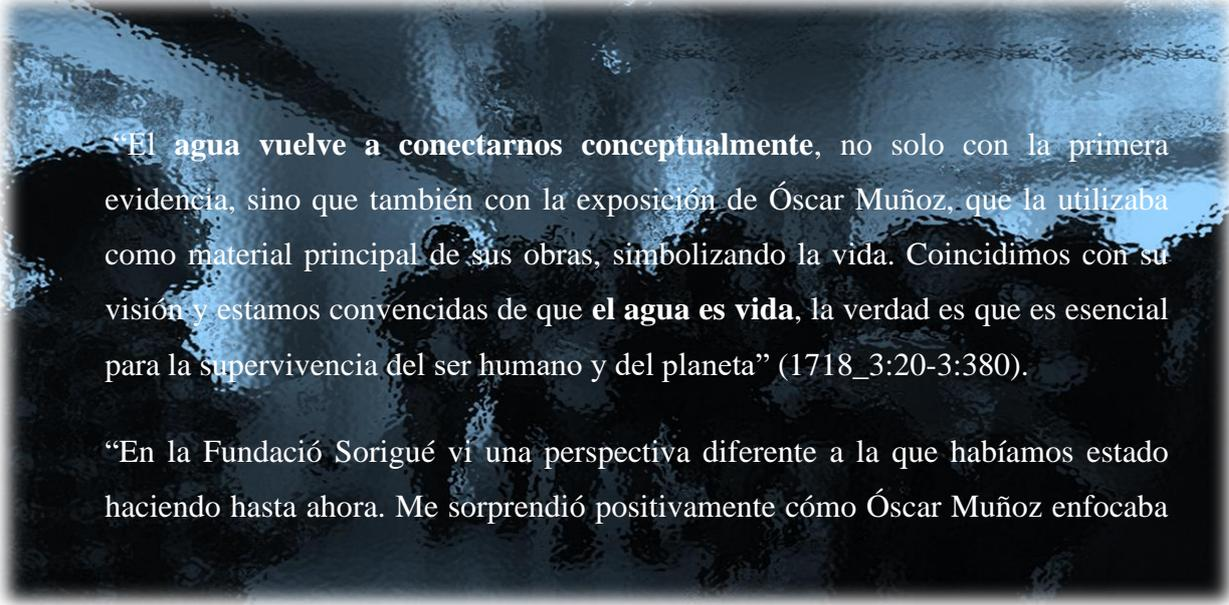 “El agua vuelve a conectarnos conceptualmente, no solo con la primera
evidencia, sino que también con la exposición de Óscar Muñoz, que la utilizaba
como material principal de sus obras, simbolizando la vida. Coincidimos con su
visión y estamos convencidas de que el agua es vida, la verdad es que es esencial
para la supervivencia del ser humano y del planeta” (1718_3:20-3:380).
“En la Fundació Sorigué vi una perspectiva diferente a la que habíamos estado
haciendo hasta ahora. Me sorprendió positivamente cómo Óscar Muñoz enfocaba